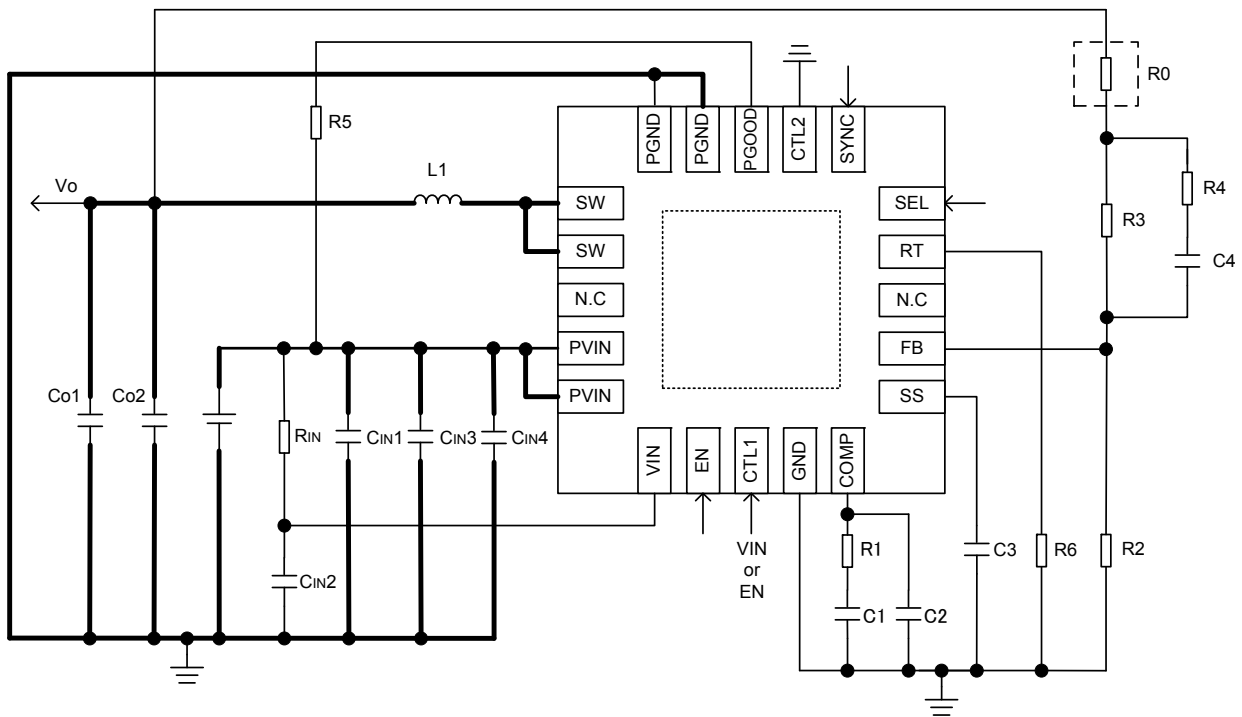 R0
R5
PGND
PGND
PGOOD
CTL2
SYNC
L1
Vo
SW
SEL
R4
R3
SW
RT
C4
N.C
N.C
PVIN
FB
PVIN
SS
Co1
Co2
RIN
CIN1
CIN3
CIN4
VIN
EN
CTL1
GND
COMP
CIN2
VIN
or
EN
R1
C3
R6
R2
C1
C2